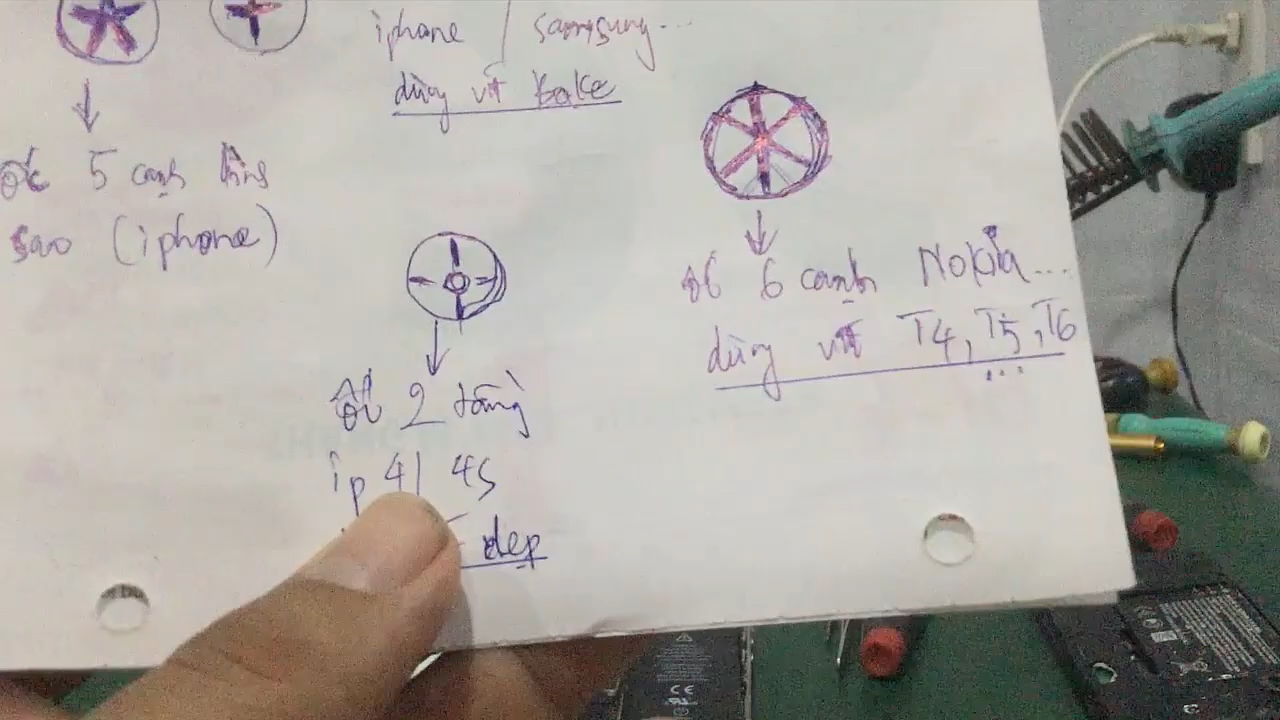 iphone / samsung...
dùng vít bake
ốc 5 cạnh hình
sao (iphone)
ốc 6 cạnh Nokia...
dùng vít T4, T5, T6
...
ốc 2 tầng
ip 4/ 4s
dẹp
CE